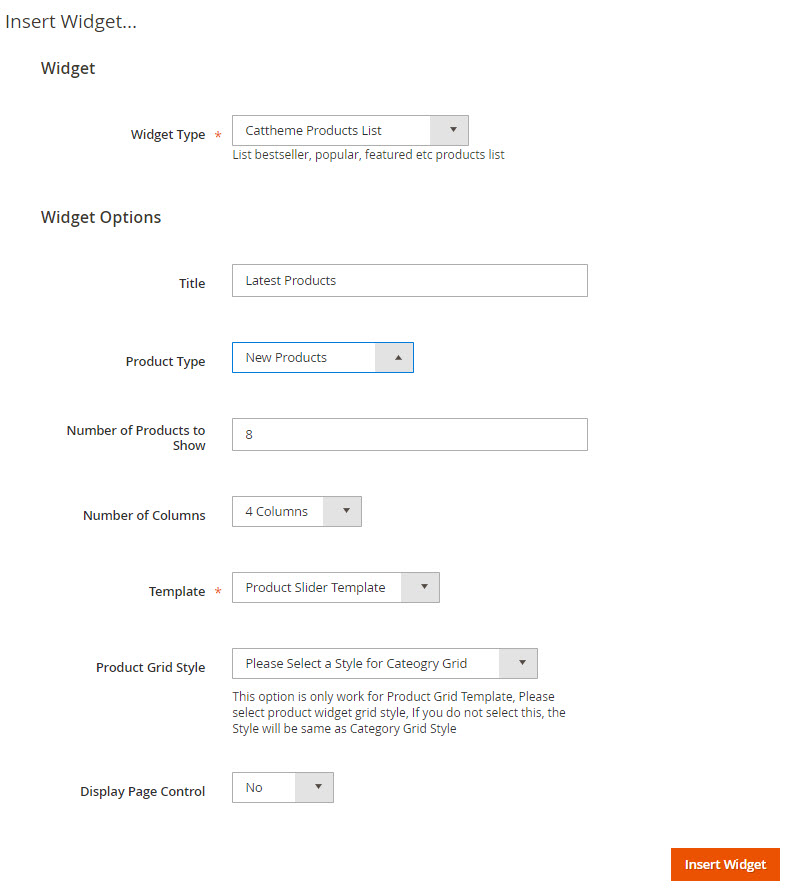 Insert Widget...
Widget
Widget Type *
Cattheme Products List
List bestseller, popular, featured etc products list
Widget Options
Title
Latest Products
Product Type
New Products
Number of Products to
Show
8
Number of Columns
4 Columns
Template *
Product Slider Template
Product Grid Style
Please Select a Style for Cateogry Grid
This option is only work for Product Grid Template, Please
select product widget grid style, If you do not select this, the
Style will be same as Category Grid Style
Display Page Control
No
Insert Widget